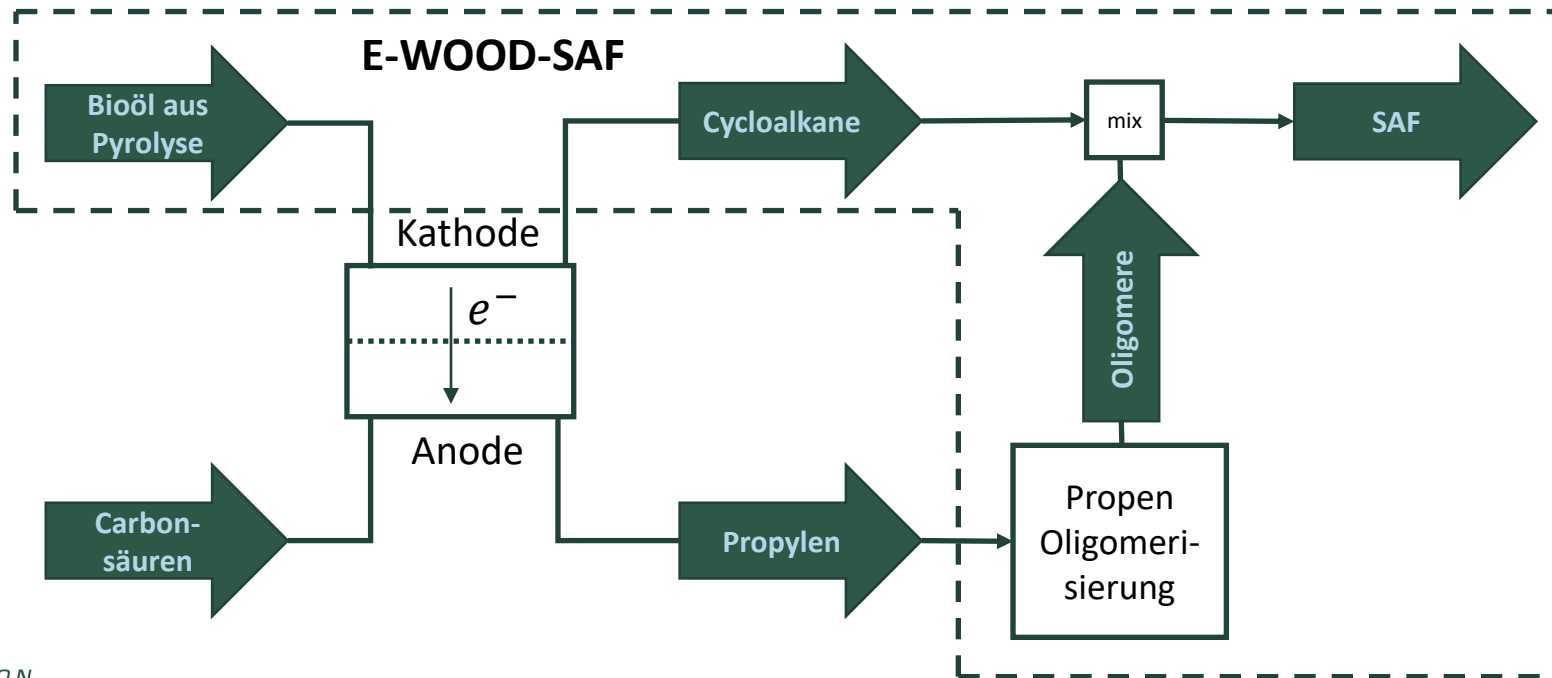 E-WOOD-SAF
Bioöl aus
Pyrolyse
Cycloalkane
mix
SAF
Kathode
e⁻
Anode
Oligomere
Carbon-
säuren
Propylen
Propen
Oligomeri-
sierung